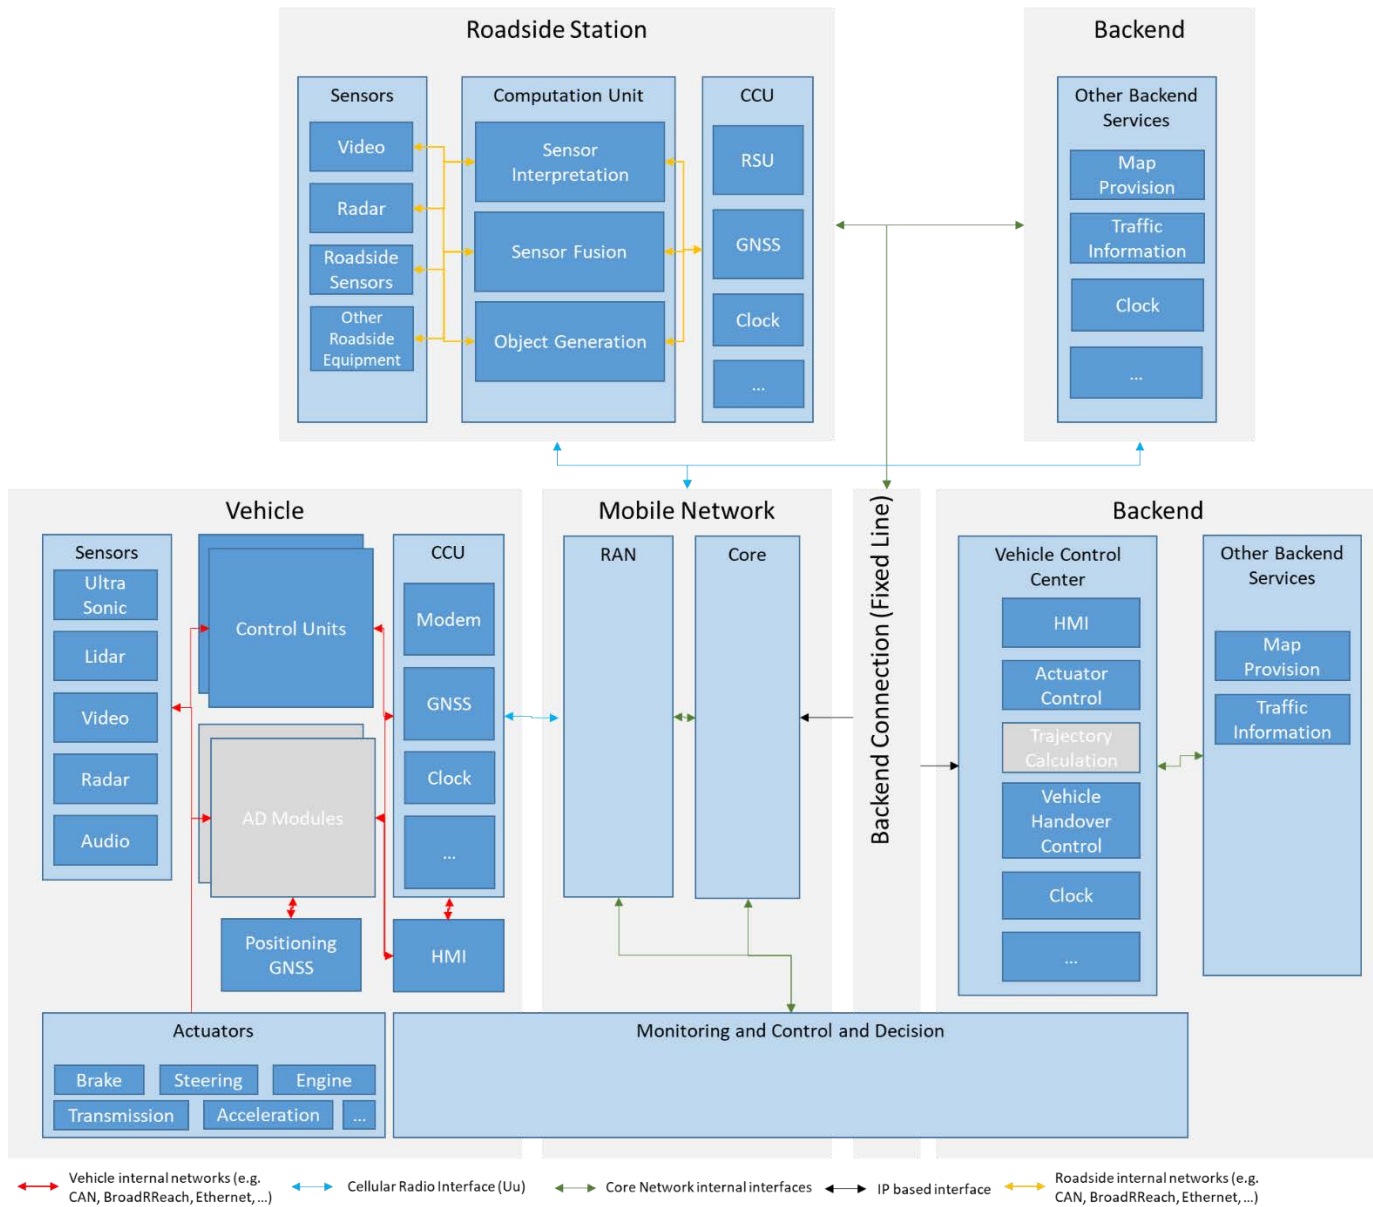 Roadside Station
Sensors
Video
Radar
Roadside
Sensors
Other
Roadside
Equipment
Computation Unit
Sensor
Interpretation
Sensor Fusion
Object Generation
CCU
RSU
GNSS
Clock
...
Backend
Other Backend
Services
Map
Provision
Traffic
Information
Clock
...
Vehicle
Sensors
Ultra
Sonic
Lidar
Video
Radar
Audio
Control Units
AD Modules
Positioning
GNSS
CCU
Modem
GNSS
Clock
...
HMI
Actuators
Brake
Steering
Engine
Transmission
Acceleration
...
Mobile Network
RAN
Core
Backend Connection (Fixed Line)
Backend
Vehicle Control
Center
HMI
Actuator
Control
Trajectory
Calculation
Vehicle
Handover
Control
Clock
...
Other Backend
Services
Map
Provision
Traffic
Information
Monitoring and Control and Decision
Vehicle internal networks (e.g.
CAN, BroadRReach, Ethernet, ...)
Cellular Radio Interface (Uu)
Core Network internal interfaces
IP based interface
Roadside internal networks (e.g.
CAN, BroadRReach, Ethernet, ...)